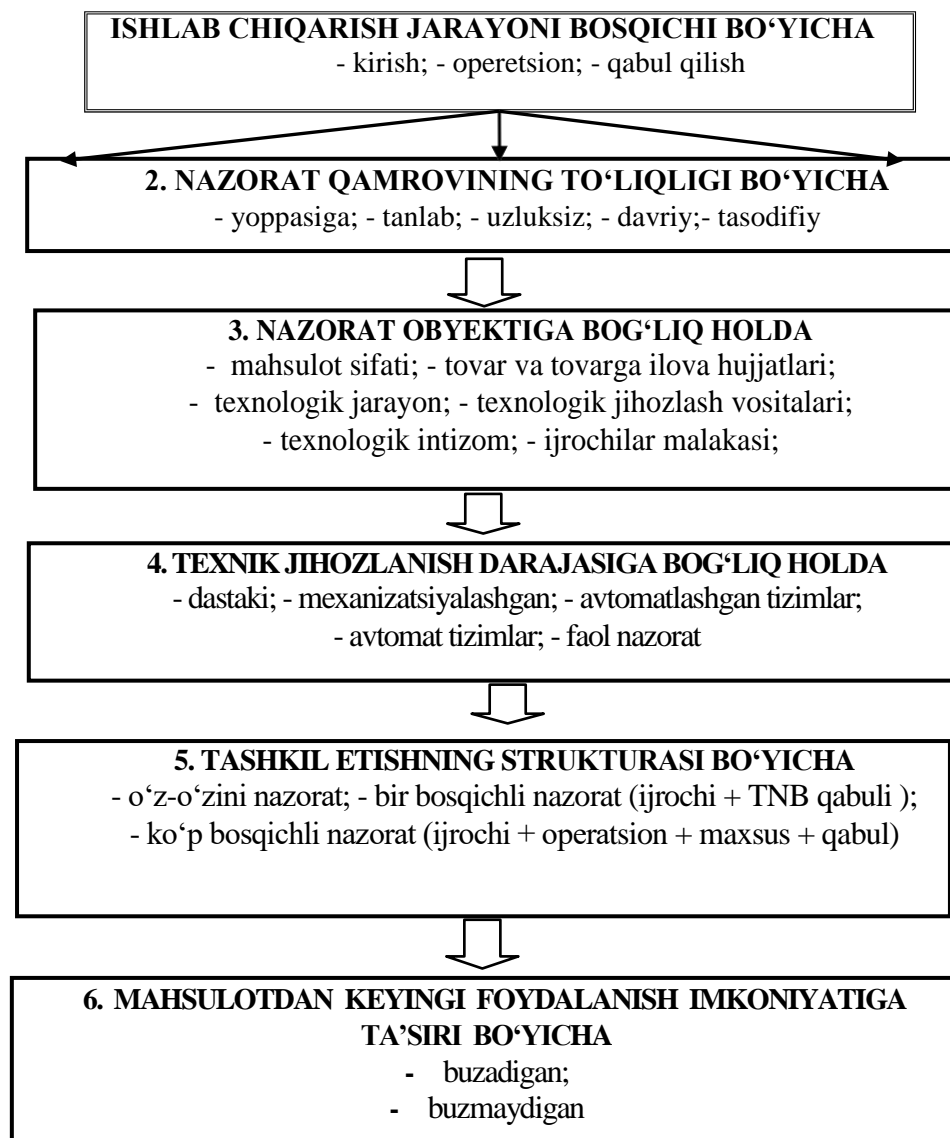 ISHLAB CHIQARISH JARAYONI BOSQICHI BO‘YICHA
- kirish; - operetsion; - qabul qilish
2. NAZORAT QAMROVINING TO‘LIQLIGI BO‘YICHA
- yoppasiga; - tanlab; - uzluksiz; - davriy;- tasodifiy
3. NAZORAT OBYEKTIGA BOG‘LIQ HOLDA
- mahsulot sifati; - tovar va tovarga ilova hujjatlari;
- texnologik jarayon; - texnologik jihozlash vositalari;
- texnologik intizom; - ijrochilar malakasi;
4. TEXNIK JIHOZLANISH DARAJASIGA BOG‘LIQ HOLDA
- dastaki; - mexanizatsiyalashgan; - avtomatlashgan tizimlar;
- avtomat tizimlar; - faol nazorat
5. TASHKIL ETISHNING STRUKTURASI BO‘YICHA
- o‘z-o‘zini nazorat; - bir bosqichli nazorat (ijrochi + TNB qabuli );
- ko‘p bosqichli nazorat (ijrochi + operatsion + maxsus + qabul)
6. MAHSULOTDAN KEYINGI FOYDALANISH IMKONIYATIGA
TA’SIRI BO‘YICHA
- buzadigan;
- buzmaydigan